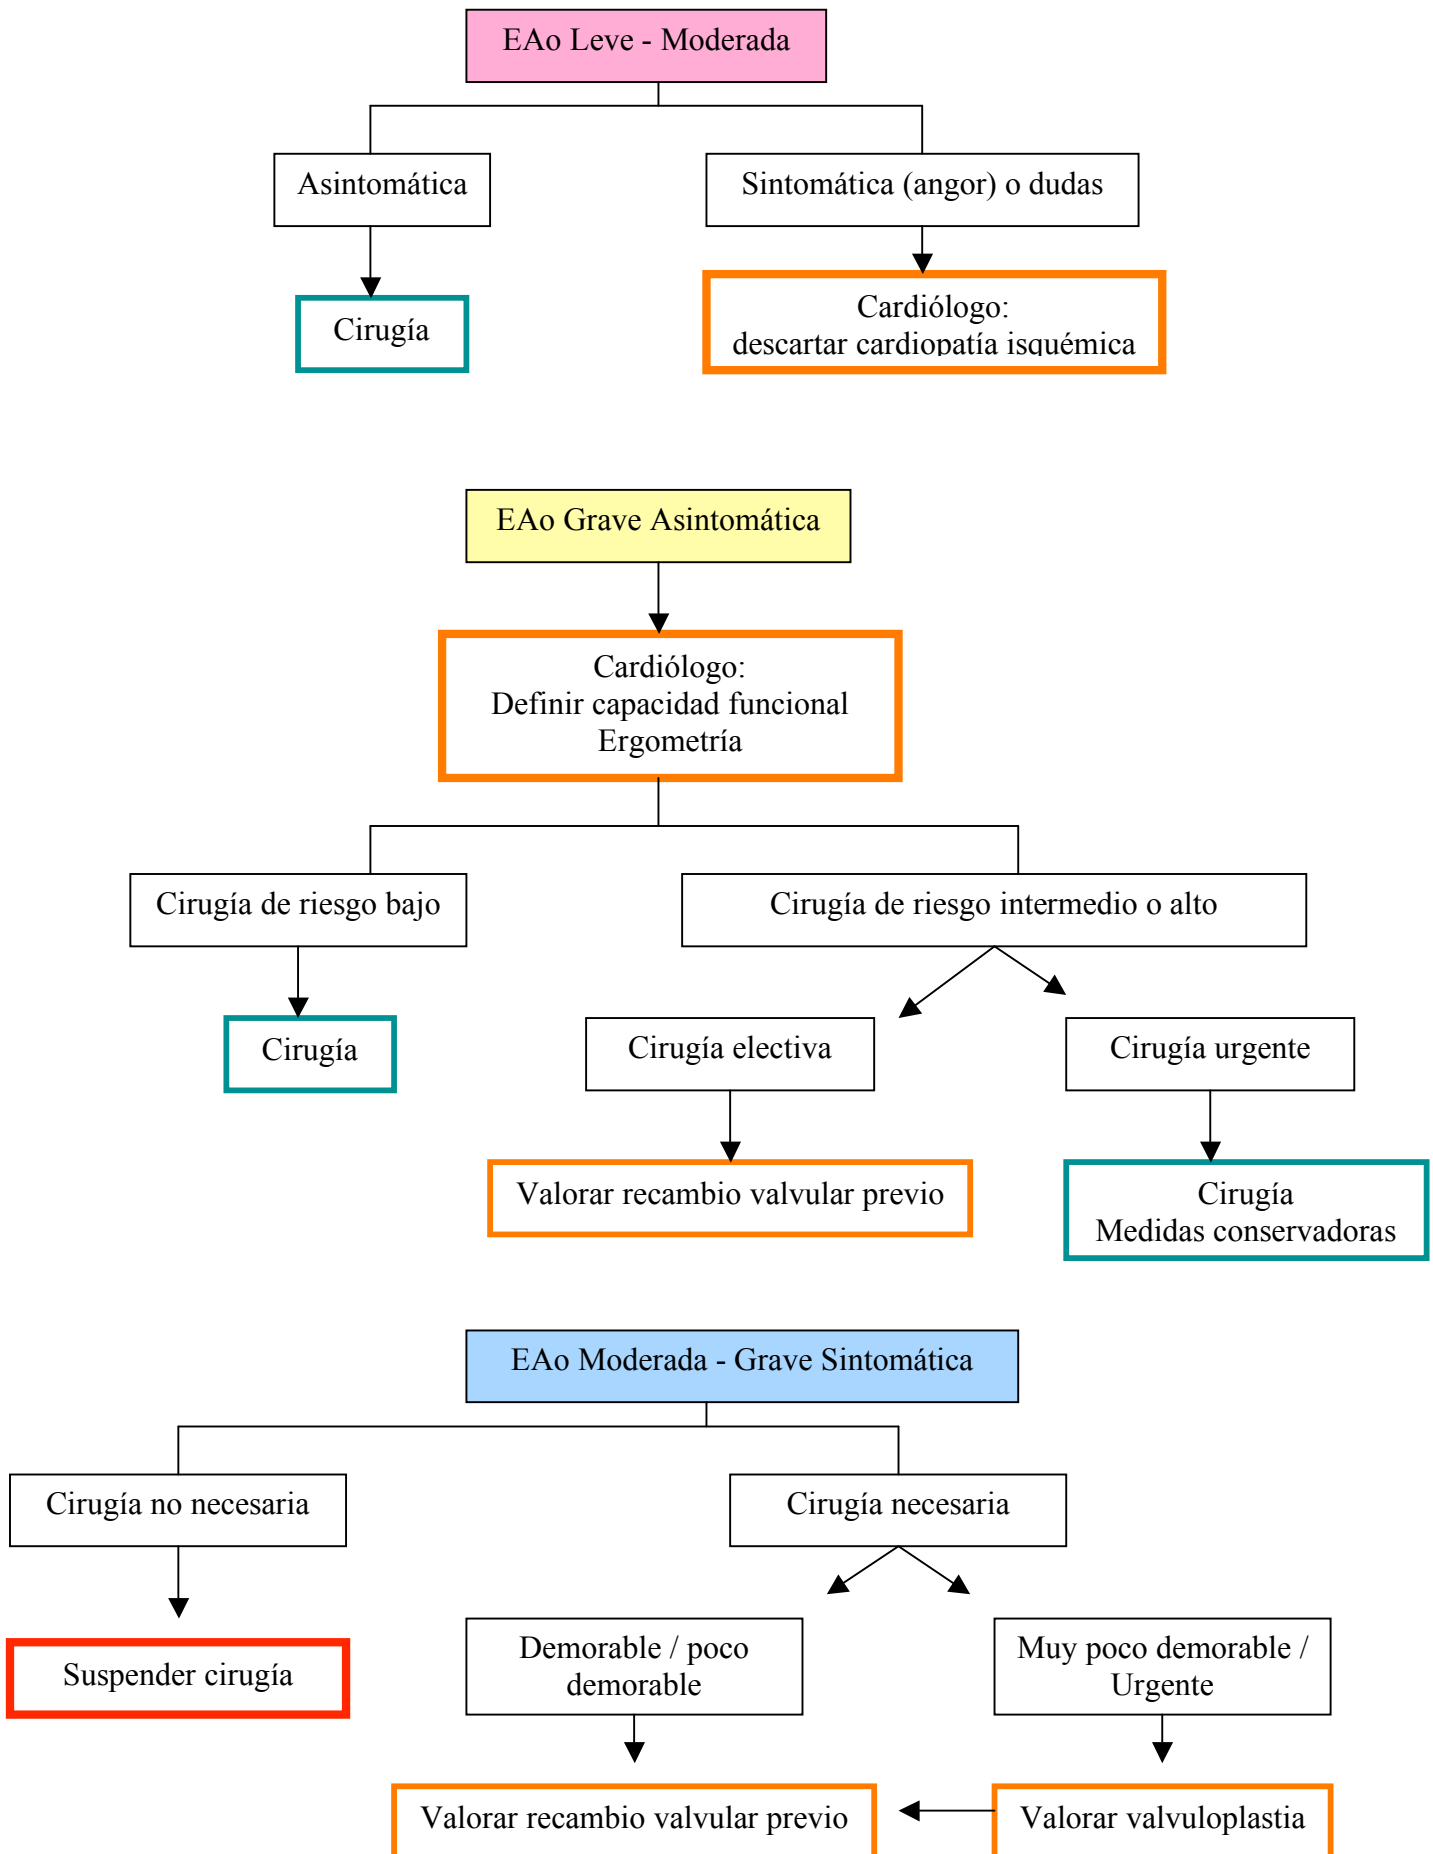 EAo Leve - Moderada
Asintomática
Sintomática (angor) o dudas
Cirugía
Cardiólogo:
descartar cardiopatía isquémica
EAo Grave Asintomática
Cardiólogo:
Definir capacidad funcional
Ergometría
Cirugía de riesgo bajo
Cirugía de riesgo intermedio o alto
Cirugía
Cirugía electiva
Cirugía urgente
Valorar recambio valvular previo
Cirugía
Medidas conservadoras
EAo Moderada - Grave Sintomática
Cirugía no necesaria
Cirugía necesaria
Suspender cirugía
Demorable / poco
demorable
Muy poco demorable /
Urgente
Valorar recambio valvular previo
Valorar valvuloplastia